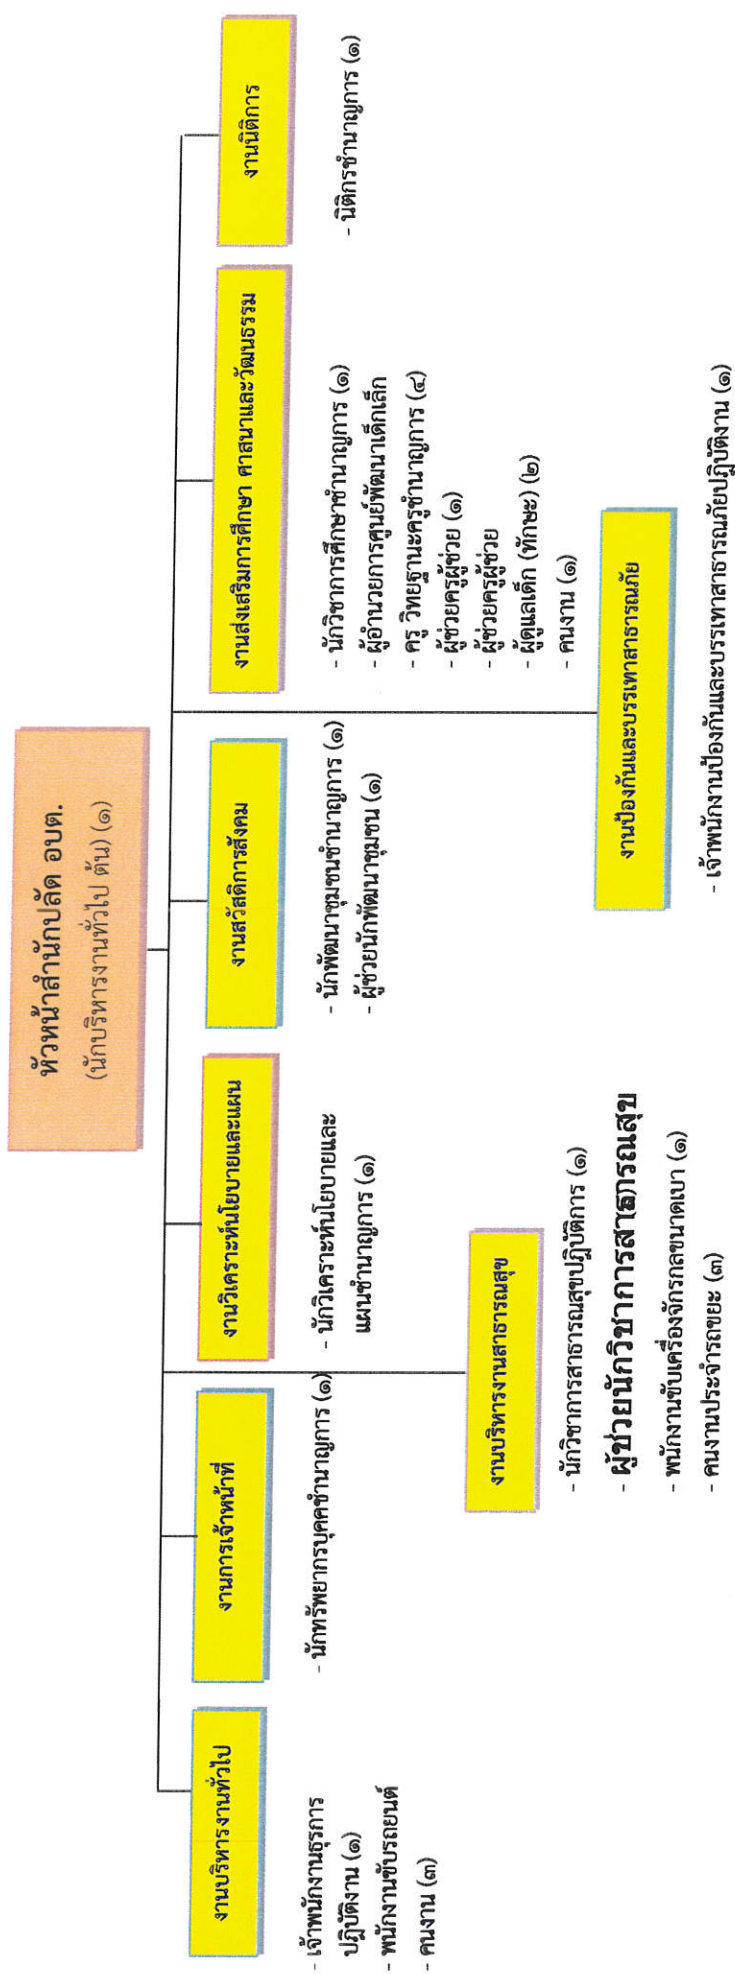 หัวหน้าสำนักปลัด อบต.
(นักบริหารงานทั่วไป ต้น) (๑)
งานบริหารงานทั่วไป
- เจ้าพนักงานธุรการ
ปฏิบัติงาน (๑)
- พนักงานขับรถยนต์
- คนงาน (๓)
งานการเจ้าหน้าที่
- นักทรัพยากรบุคคชำนาญการ (๑)
งานวิเคราะห์นโยบายและแผน
- นักวิเคราะห์นโยบายและ
แผนชำนาญการ (๑)
งานสวัสดิการสังคม
- นักพัฒนาชุมชนชำนาญการ (๑)
- ผู้ช่วยนักพัฒนาชุมชน (๑)
งานส่งเสริมการศึกษา ศาสนาและวัฒนธรรม
- นักวิชาการศึกษาชำนาญการ (๑)
- ผู้อำนวยการศูนย์พัฒนาเด็กเล็ก
- ครู วิทยฐานะครูชำนาญการ (๔)
- ผู้ช่วยครูผู้ช่วย (๑)
- ผู้ช่วยครูผู้ช่วย
- ผู้ดูแลเด็ก (ทักษะ) (๒)
- คนงาน (๑)
งานนิติการ
- นิติกรชำนาญการ (๑)
งานบริหารงานสาธารณสุข
- นักวิชาการสาธารณสุขปฏิบัติการ (๑)
- ผู้ช่วยนักวิชาการสาธารณสุข
- พนักงานขับเครื่องจักรกลขนาดเบา (๑)
- คนงานประจำรถขยะ (๓)
งานป้องกันและบรรเทาสาธารณภัย
- เจ้าพนักงานป้องกันและบรรเทาสาธารณภัยปฏิบัติงาน (๑)